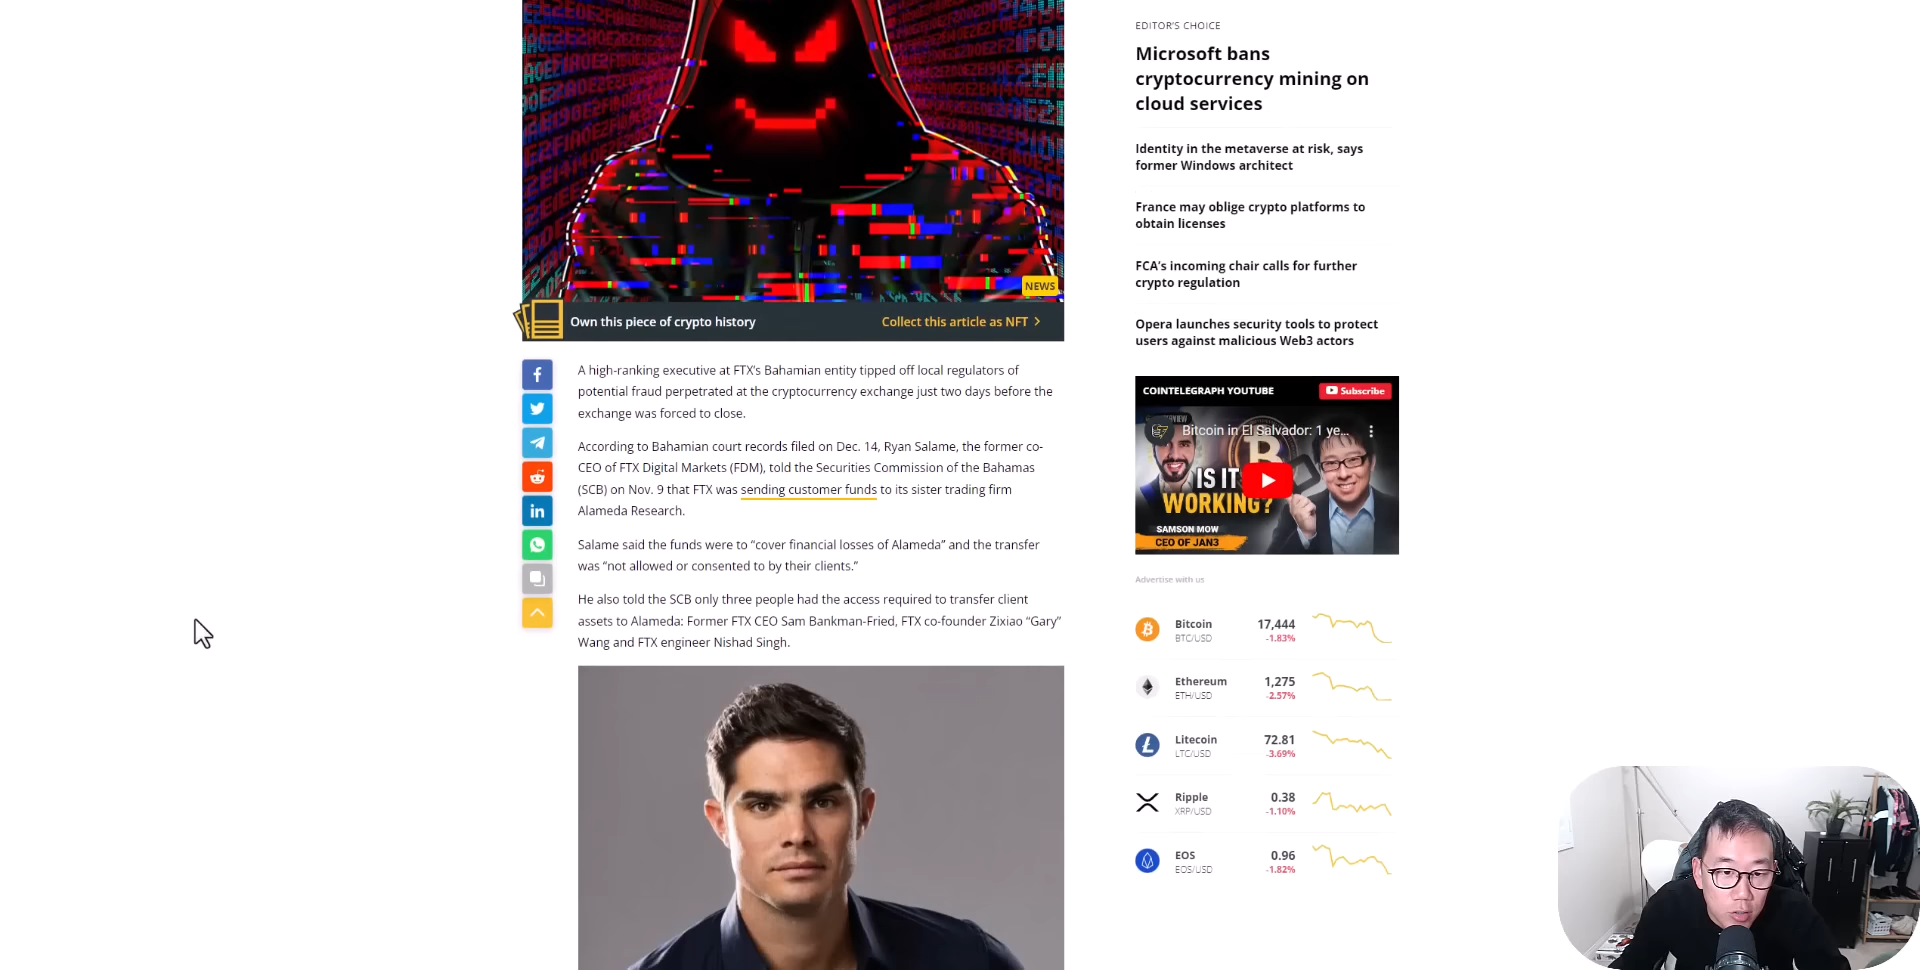 NEWS
Own this piece of crypto history
Collect this article as NFT >
A high-ranking executive at FTX's Bahamian entity tipped off local regulators of
potential fraud perpetrated at the cryptocurrency exchange just two days before the
exchange was forced to close.
According to Bahamian court records filed on Dec. 14, Ryan Salame, the former co-
CEO of FTX Digital Markets (FDM), told the Securities Commission of the Bahamas
(SCB) on Nov. 9 that FTX was sending customer funds to its sister trading firm
Alameda Research.
Salame said the funds were to “cover financial losses of Alameda” and the transfer
was “not allowed or consented to by their clients.”
He also told the SCB only three people had the access required to transfer client
assets to Alameda: Former FTX CEO Sam Bankman-Fried, FTX co-founder Zixiao “Gary”
Wang and FTX engineer Nishad Singh.
EDITOR'S CHOICE
Microsoft bans
cryptocurrency mining on
cloud services
Identity in the metaverse at risk, says
former Windows architect
France may oblige crypto platforms to
obtain licenses
FCA's incoming chair calls for further
crypto regulation
Opera launches security tools to protect
users against malicious Web3 actors
COINTELEGRAPH YOUTUBE
Subscribe
Bitcoin in El Salvador: 1 ye...
IS IT
WORKING?
SAMSON MOW
CEO OF JAN3
Advertise with us
Bitcoin 17,444
BTC/USD -1.83%
Ethereum 1,275
ETH/USD -2.57%
Litecoin 72.81
LTC/USD -3.69%
Ripple 0.38
XRP/USD -1.10%
EOS 0.96
EOS/USD -1.82%